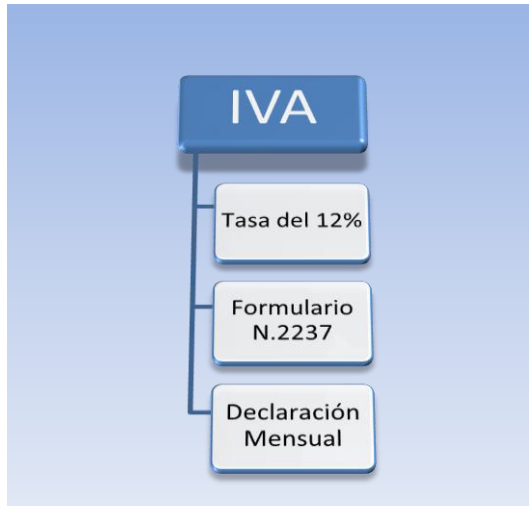 IVA
Tasa del 12%
Formulario
N.2237
Declaración
Mensual